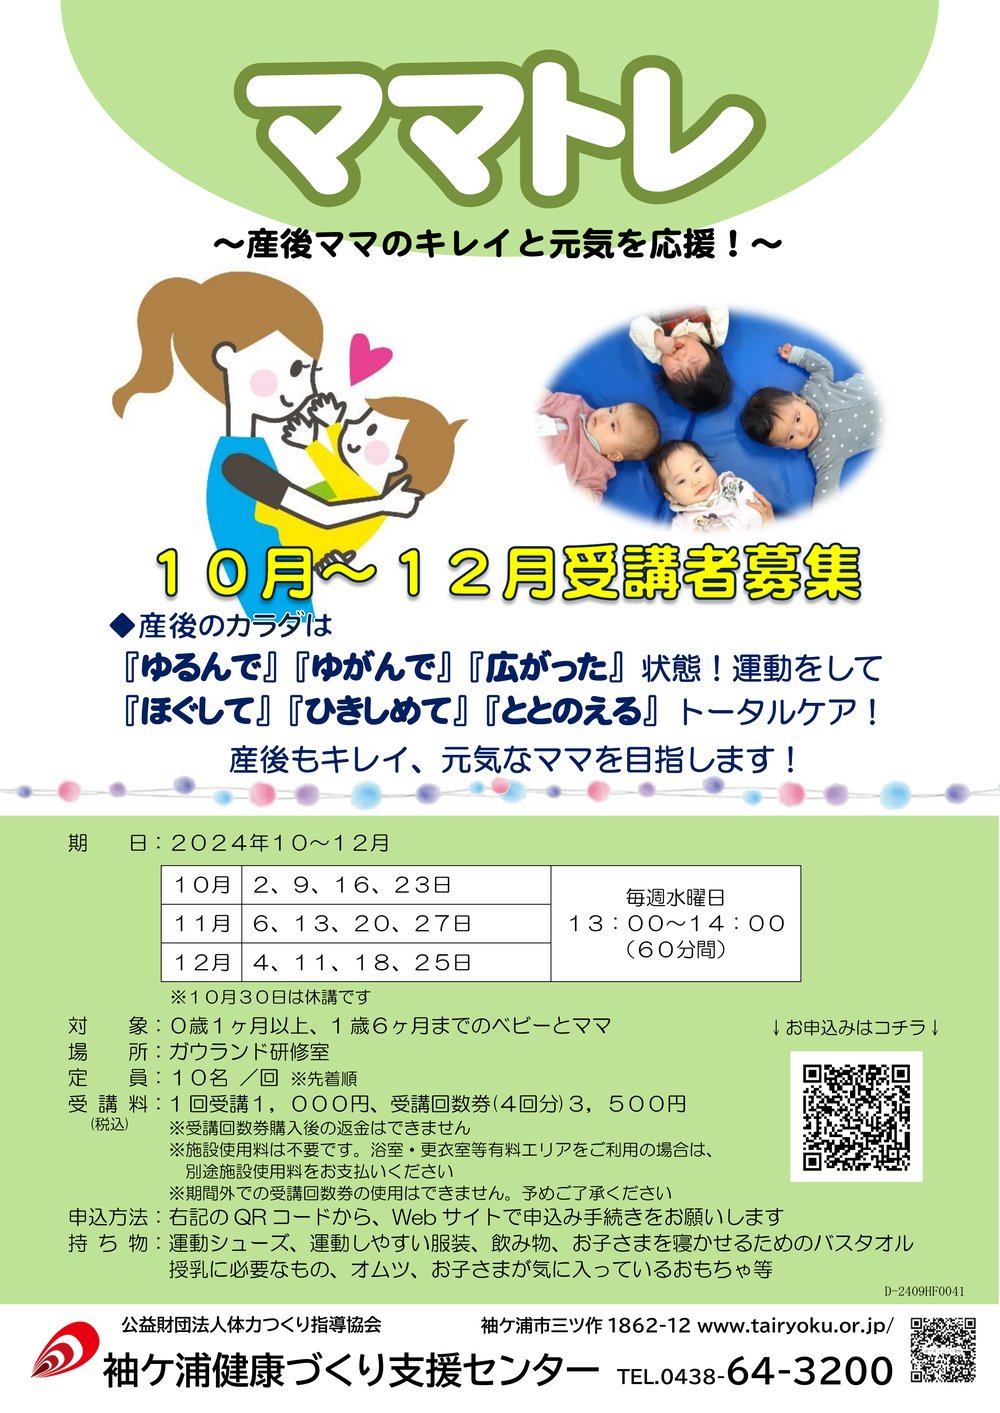 ママトレ
～産後ママのキレイと元気を応援！～
１０月～１２月受講者募集
◆産後のカラダは
『ゆるんで』『ゆがんで』『広がった』状態！運動をして
『ほぐして』『ひきしめて』『ととのえる』トータルケア！
産後もキレイ、元気なママを目指します！
期　　日：２０２４年１０～１２月
１０月 ２、９、１６、２３日
１１月 ６、１３、２０、２７日
１２月 ４、１１、１８、２５日
毎週水曜日
１３：００～１４：００
（６０分間）
※１０月３０日は休講です
対　　象：０歳１ヶ月以上、１歳６ヶ月までのベビーとママ
↓お申込みはコチラ↓
場　　所：ガウランド研修室
定　　員：１０名 ／回 ※先着順
受 講 料：１回受講１，０００円、受講回数券(４回分)３，５００円
(税込)
※受講回数券購入後の返金はできません
※施設使用料は不要です。浴室・更衣室等有料エリアをご利用の場合は、
別途施設使用料をお支払いください
※期間外での受講回数券の使用はできません。予めご了承ください
申込方法：右記のQRコードから、Webサイトで申込み手続きをお願いします
持 ち 物：運動シューズ、運動しやすい服装、飲み物、お子さまを寝かせるためのバスタオル
授乳に必要なもの、オムツ、お子さまが気に入っているおもちゃ等
D-2409HF0041
公益財団法人体力つくり指導協会
袖ケ浦市三ツ作1862-12 www.tairyoku.or.jp/
袖ケ浦健康づくり支援センター TEL.0438-64-3200